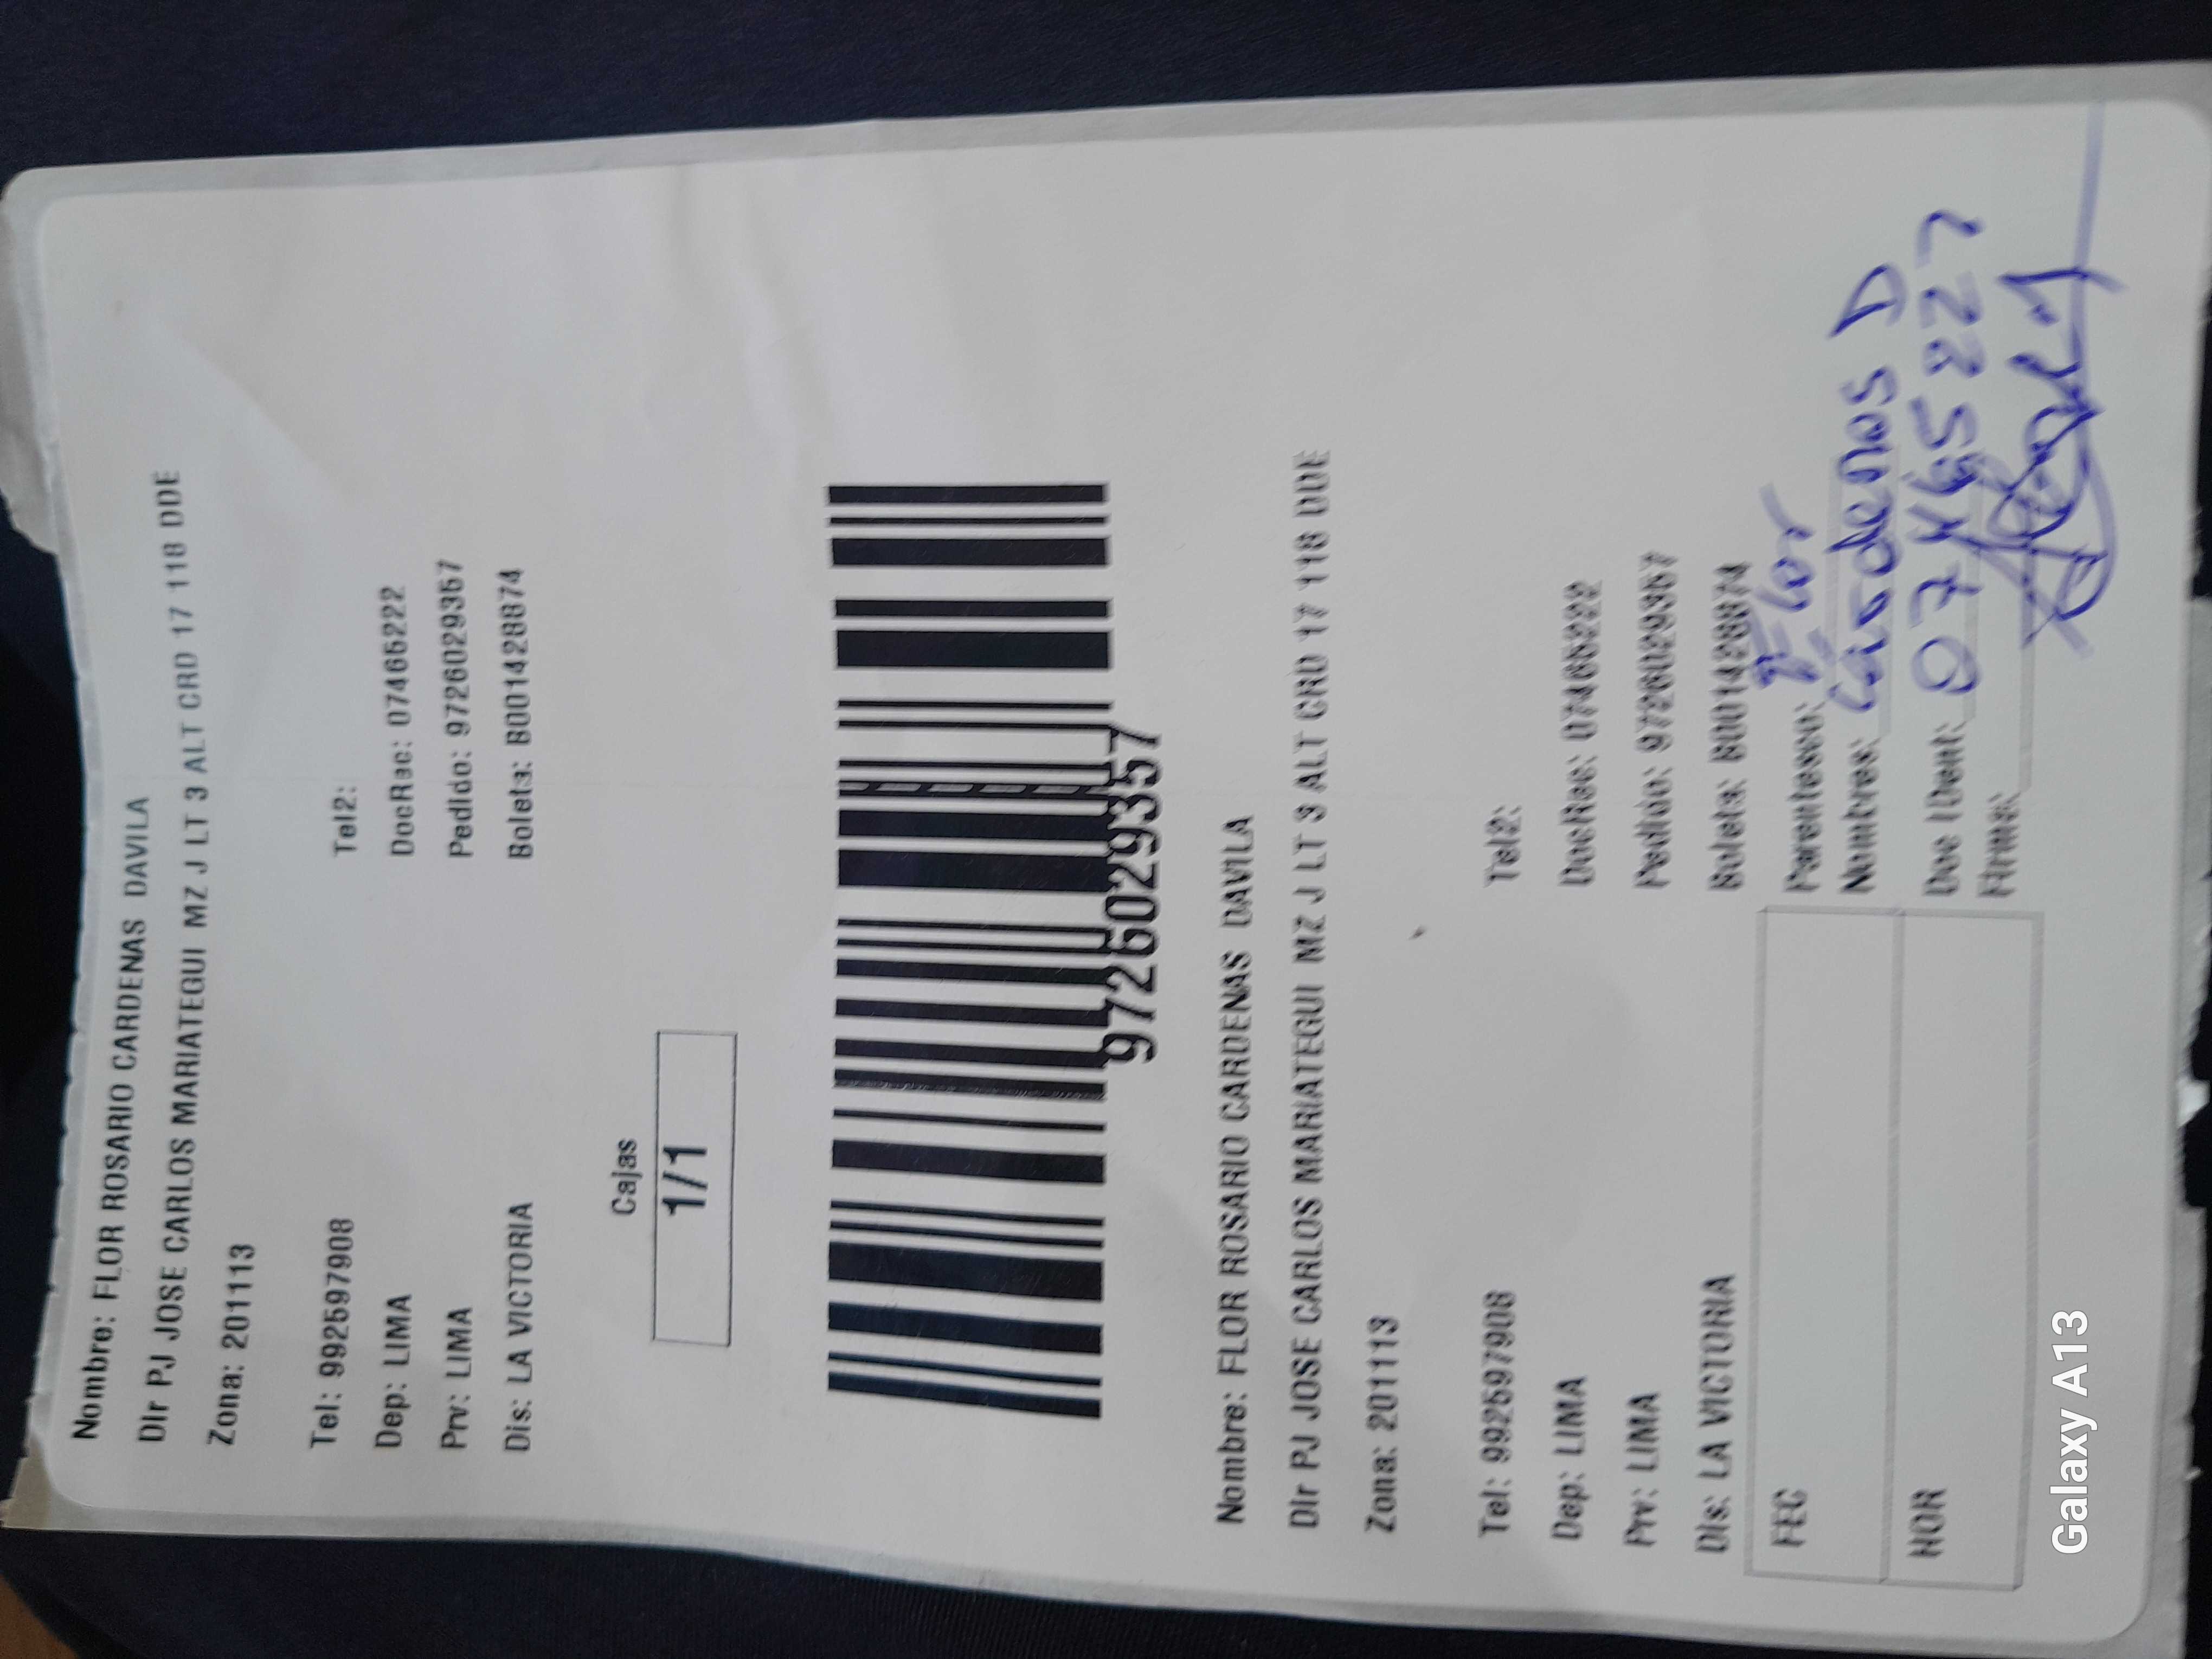 Nombre: FLOR ROSARIO CARDENAS DAVILA
Dir PJ JOSE CARLOS MARIATEGUI MZ J LT 3 ALT CRD 17 118 DDE
Zona: 201113
Tel: 992597908 Tel2:
Dep: LIMA DocRec: 07465222
Prv: LIMA Pedido: 9726029357
Dis: LA VICTORIA Boleta: B001428874
Cajas
1/1
9726029357
Nombre: FLOR ROSARIO CARDENAS DAVILA
Dir PJ JOSE CARLOS MARIATEGUI MZ J LT 3 ALT CRD 17 118 DDE
Zona: 201113
Tel: 992597908 Tel2:
Dep: LIMA DocRec: 07465222
Prv: LIMA Pedido: 9726029357
Dis: LA VICTORIA Boleta: B001428874
FEC Parentesco: Flor
Nombres: Cardenas D
HOR Doc IDent: 07465222
Firma:
Galaxy A13